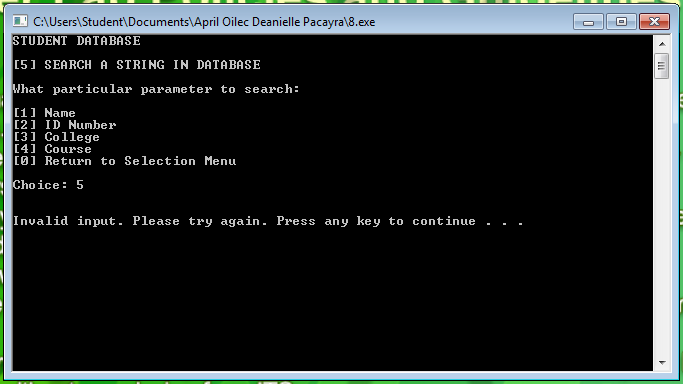 C:\Users\Student\Documents\April Oilec Deanielle Pacayra\8.exe
STUDENT DATABASE
[5] SEARCH A STRING IN DATABASE
What particular parameter to search:
[1] Name
[2] ID Number
[3] College
[4] Course
[0] Return to Selection Menu
Choice: 5
Invalid input. Please try again. Press any key to continue . . .